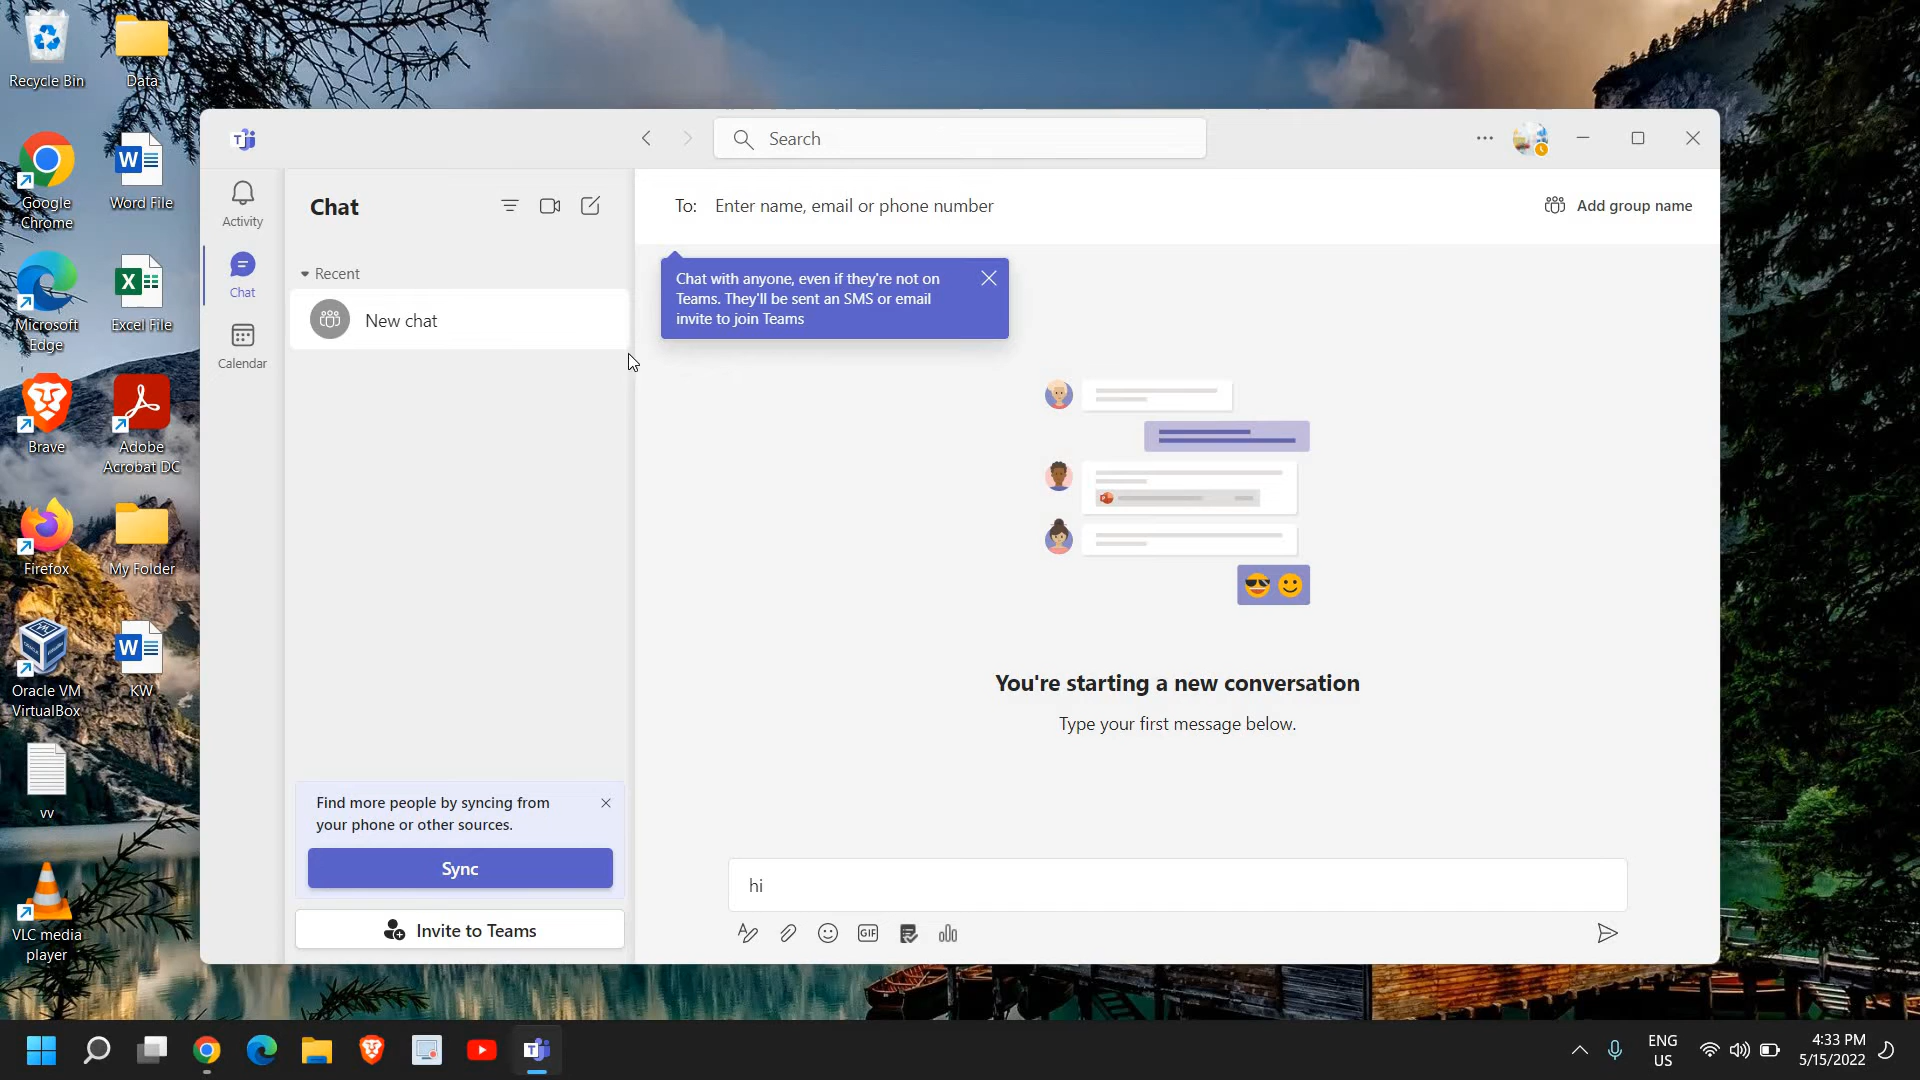 Recycle Bin
Data
Google
Chrome
Word File
Microsoft
Edge
Excel File
Brave
Adobe
Acrobat DC
Firefox
My Folder
Oracle VM
VirtualBox
KW
vv
VLC media
player
Search
Activity
Chat
Calendar
Chat
Recent
New chat
Find more people by syncing from
your phone or other sources.
Sync
Invite to Teams
To: Enter name, email or phone number
Add group name
Chat with anyone, even if they're not on
Teams. They'll be sent an SMS or email
invite to join Teams
You're starting a new conversation
Type your first message below.
hi
GIF
ENG
US
4:33 PM
5/15/2022